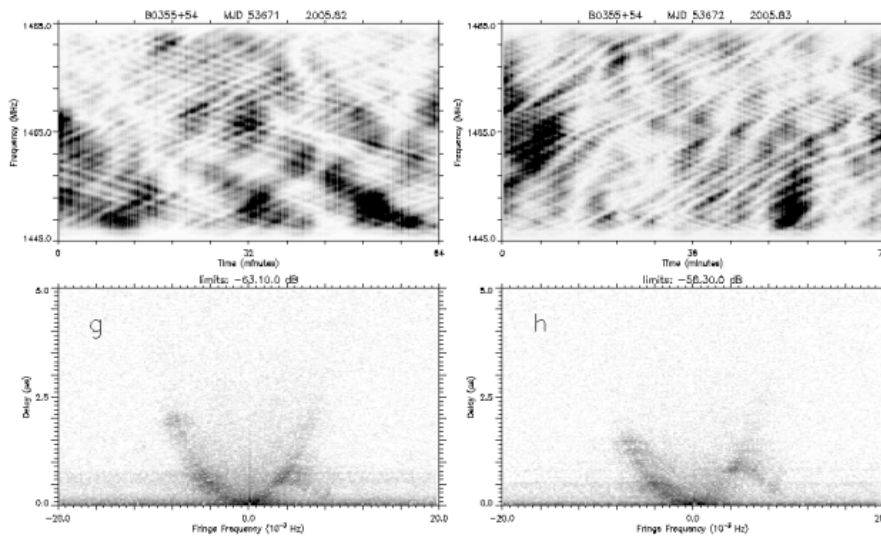 B0355+54 MJD 53671 2005.82
1485.0
1465.0
1445.0
Frequency (MHz)
0 32 64
Time (minutes)
B0355+54 MJD 53672 2005.83
1485.0
1465.0
1445.0
Frequency (MHz)
0 36 7
Time (minutes)
limits: -63.10.0 dB
g
5.0
2.5
0.0
Delay (μs)
-20.0 0.0 20.0
Fringe Frequency (10⁻³ Hz)
h
5.0
2.5
0.0
Delay (μs)
-20.0 0.0 20.0
Fringe Frequency (10⁻³ Hz)